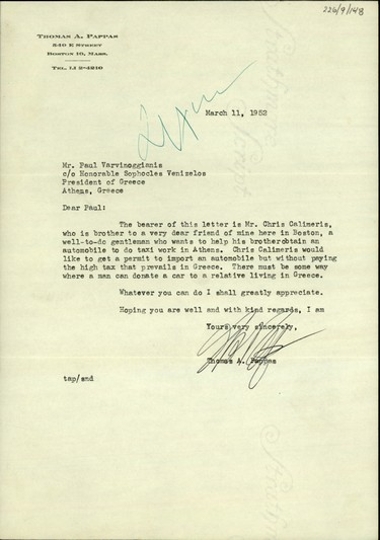 226/9/148
Thomas A. Pappas
540 E Street
Boston 10, Mass.
Tel. LI 2-4210
March 11, 1952
Mr. Paul Varvinoggianis
c/o Honorable Sophocles Venizelos
President of Greece
Athens, Greece
Dear Paul:
The bearer of this letter is Mr. Chris Calimeris,
who is brother to a very dear friend of mine here in Boston, a
well-to-do gentleman who wants to help his brother obtain an
automobile to do taxi work in Athens. Chris Calimeris would
like to get a permit to import an automobile but without paying
the high tax that prevails in Greece. There must be some way
where a man can donate a car to a relative living in Greece.
Whatever you can do I shall greatly appreciate.
Hoping you are well and with kind regards, I am
Yours very sincerely,
Thomas A. Pappas
tap/smd